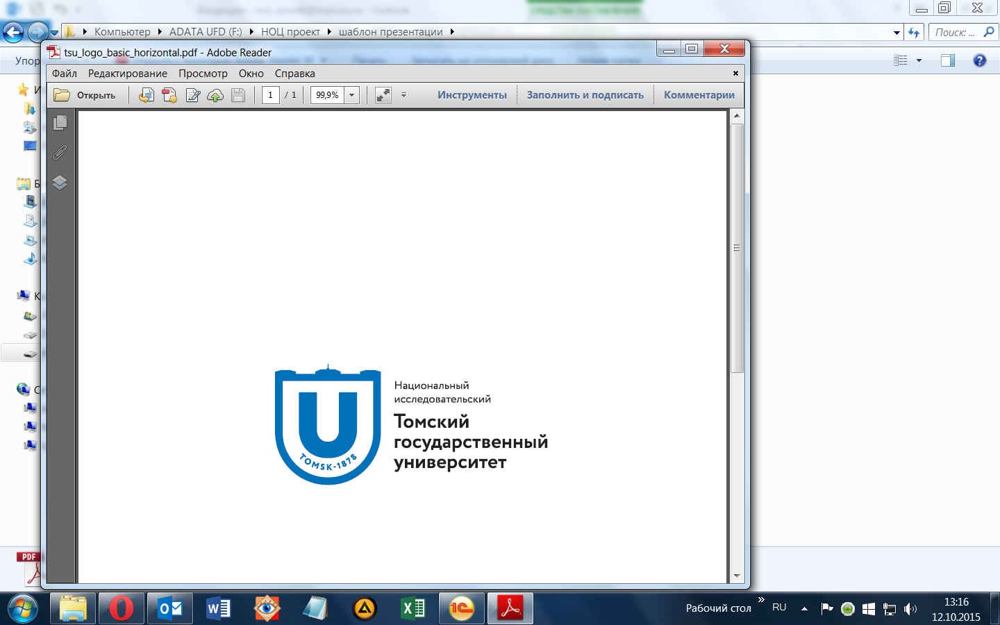 Компьютер ADATA UFD (F:) НОЦ проект шаблон презентации
Поиск: ...
tsu_logo_basic_horizontal.pdf - Adobe Reader
Упор
Файл Редактирование Просмотр Окно Справка
Открыть 1 / 1 99,9% Инструменты Заполнить и подписать Комментарии
Национальный
исследовательский
Томский
государственный
университет
U
TOMSK-1878
PDF
Рабочий стол RU
13:16
12.10.2015